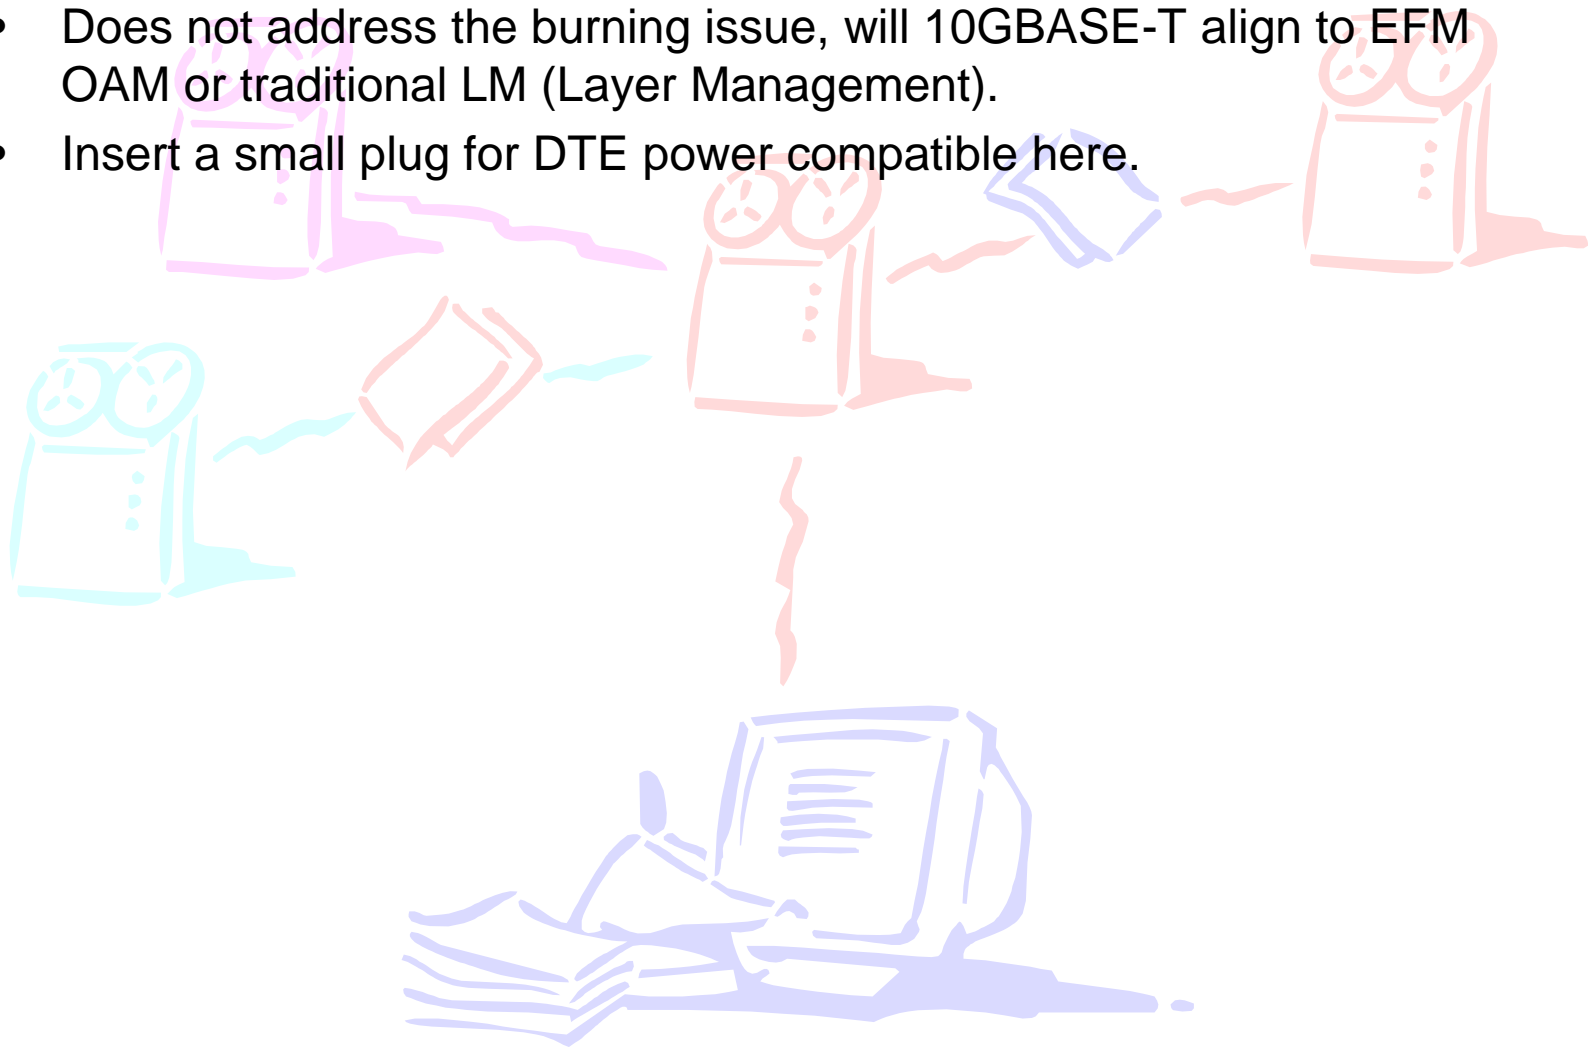 • Does not address the burning issue, will 10GBASE-T align to EFM
OAM or traditional LM (Layer Management).
• Insert a small plug for DTE power compatible here.